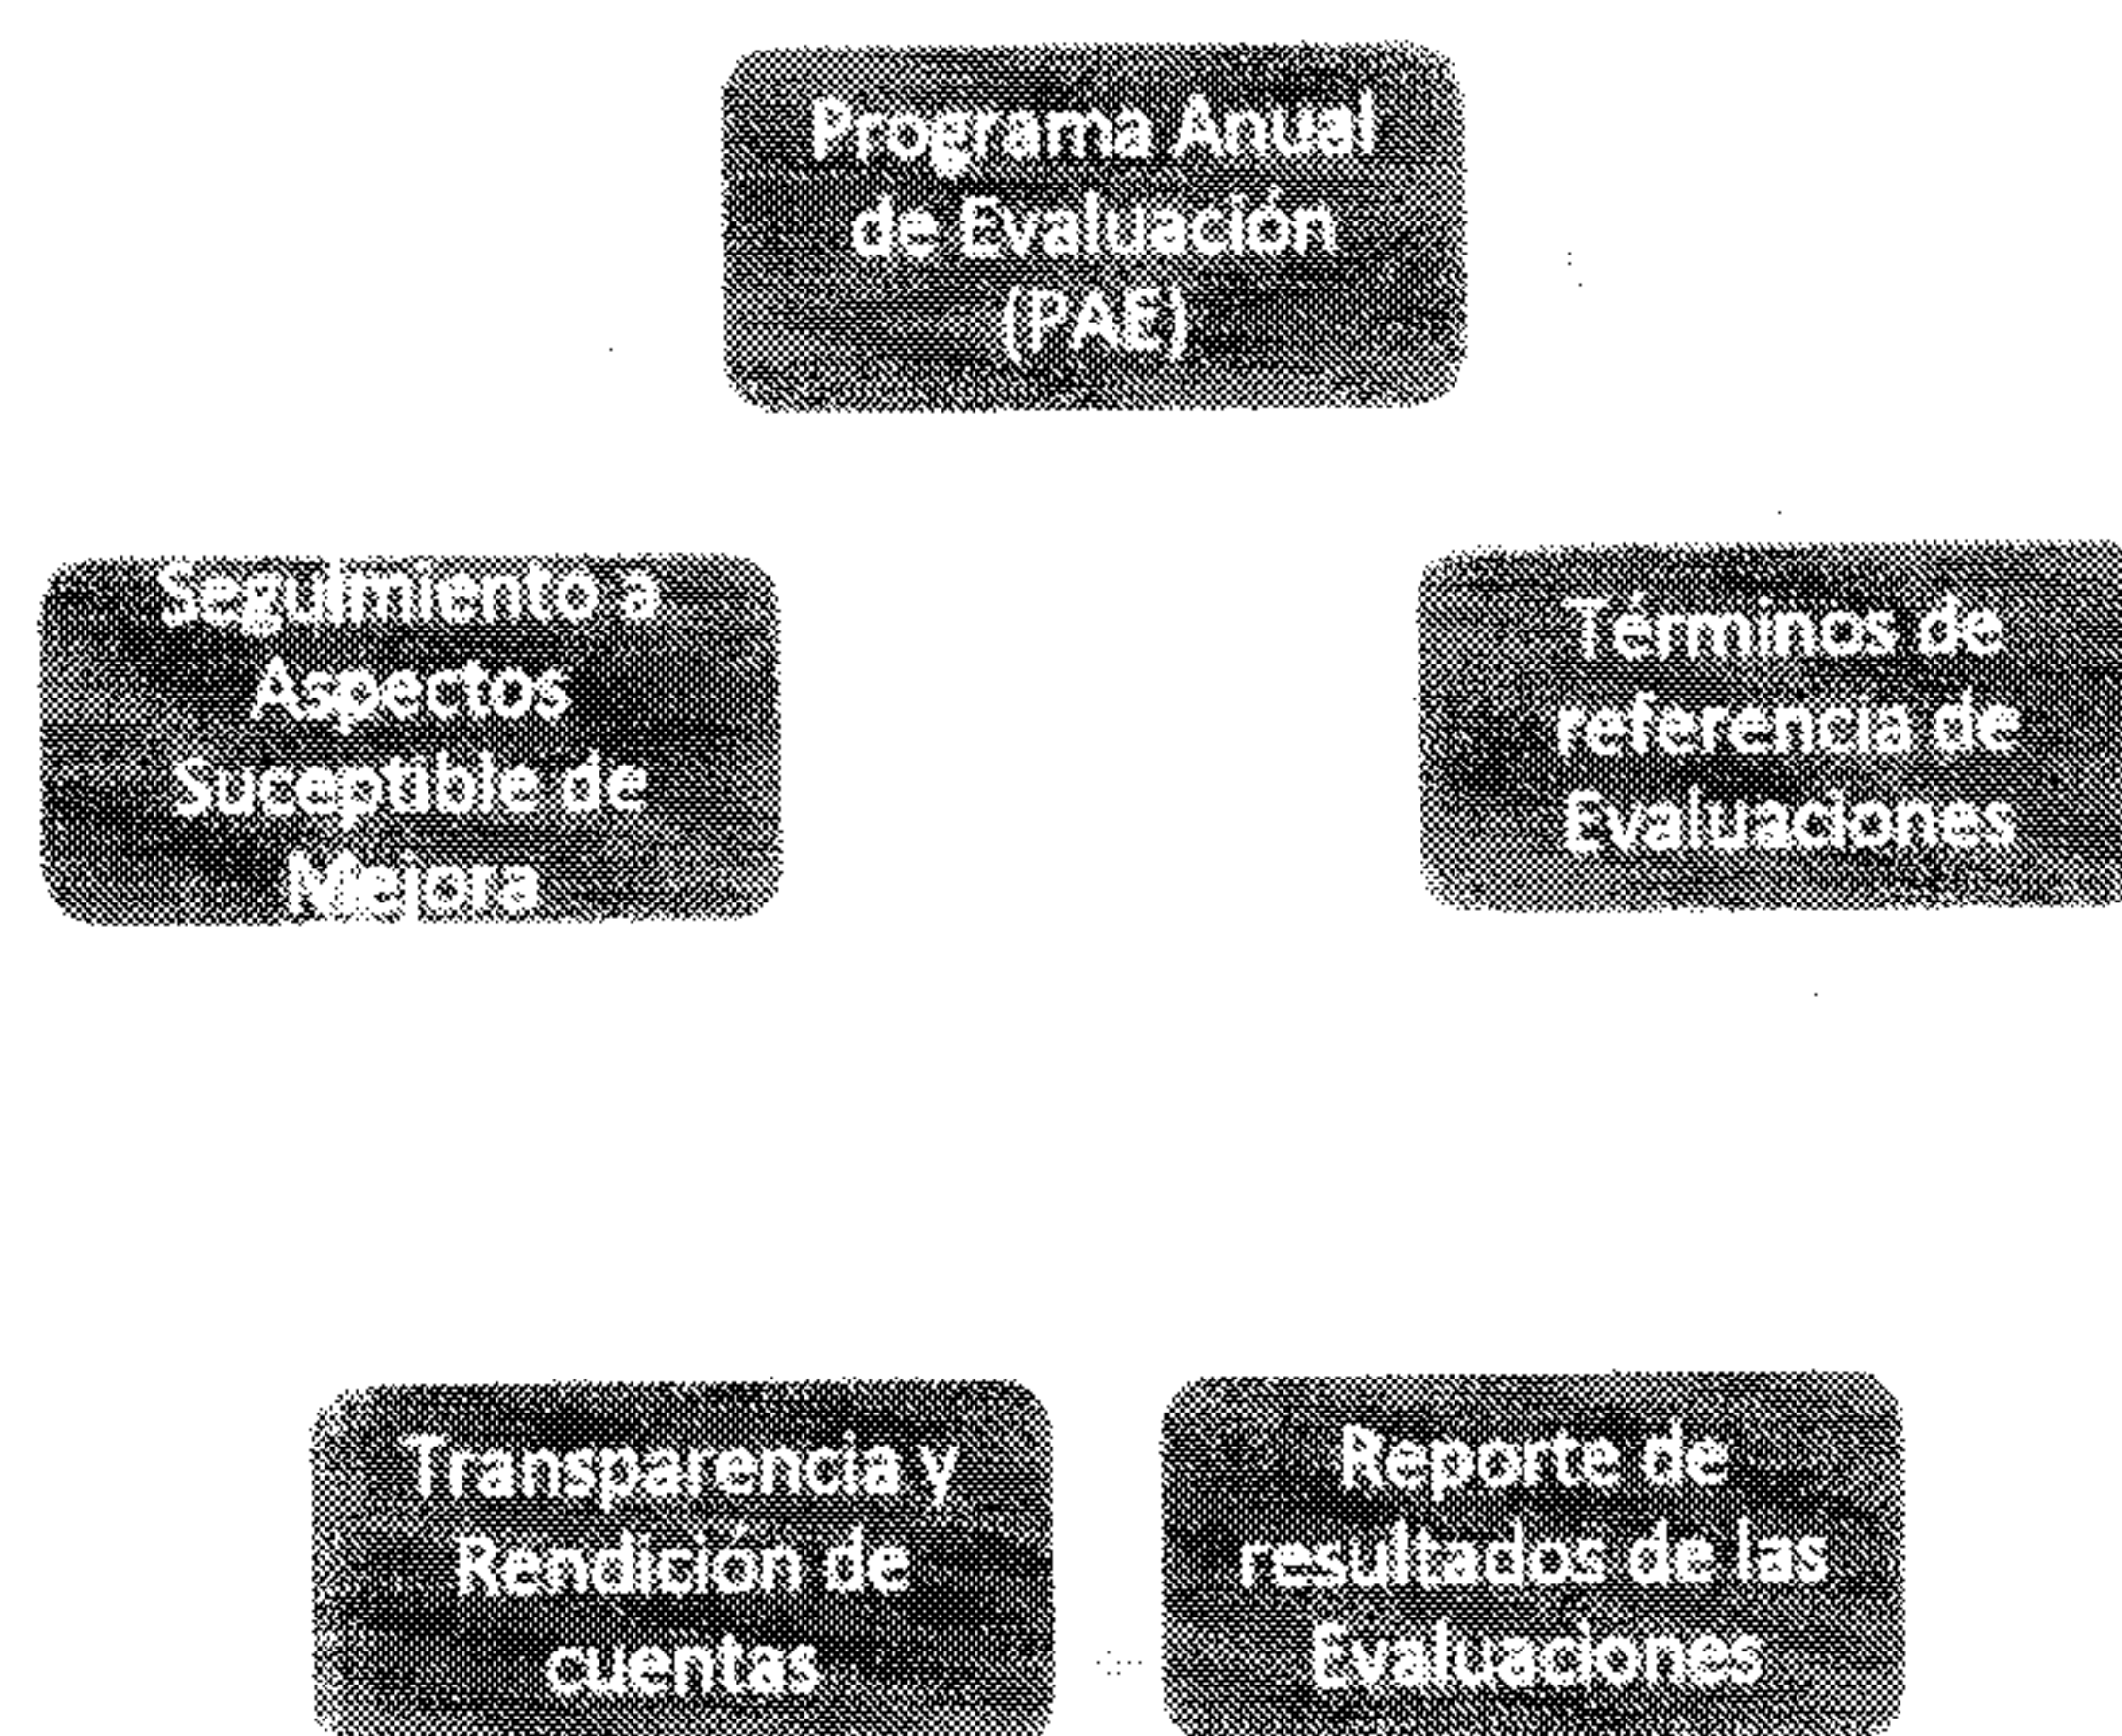 Programa Anual
de Evaluación
(PAE)
Seguimiento a
Aspectos
Suceptible de
Mejora
Términos de
referencia de
Evaluaciones
Transparencia y
Rendición de
cuentas
Reporte de
resultados de las
Evaluaciones